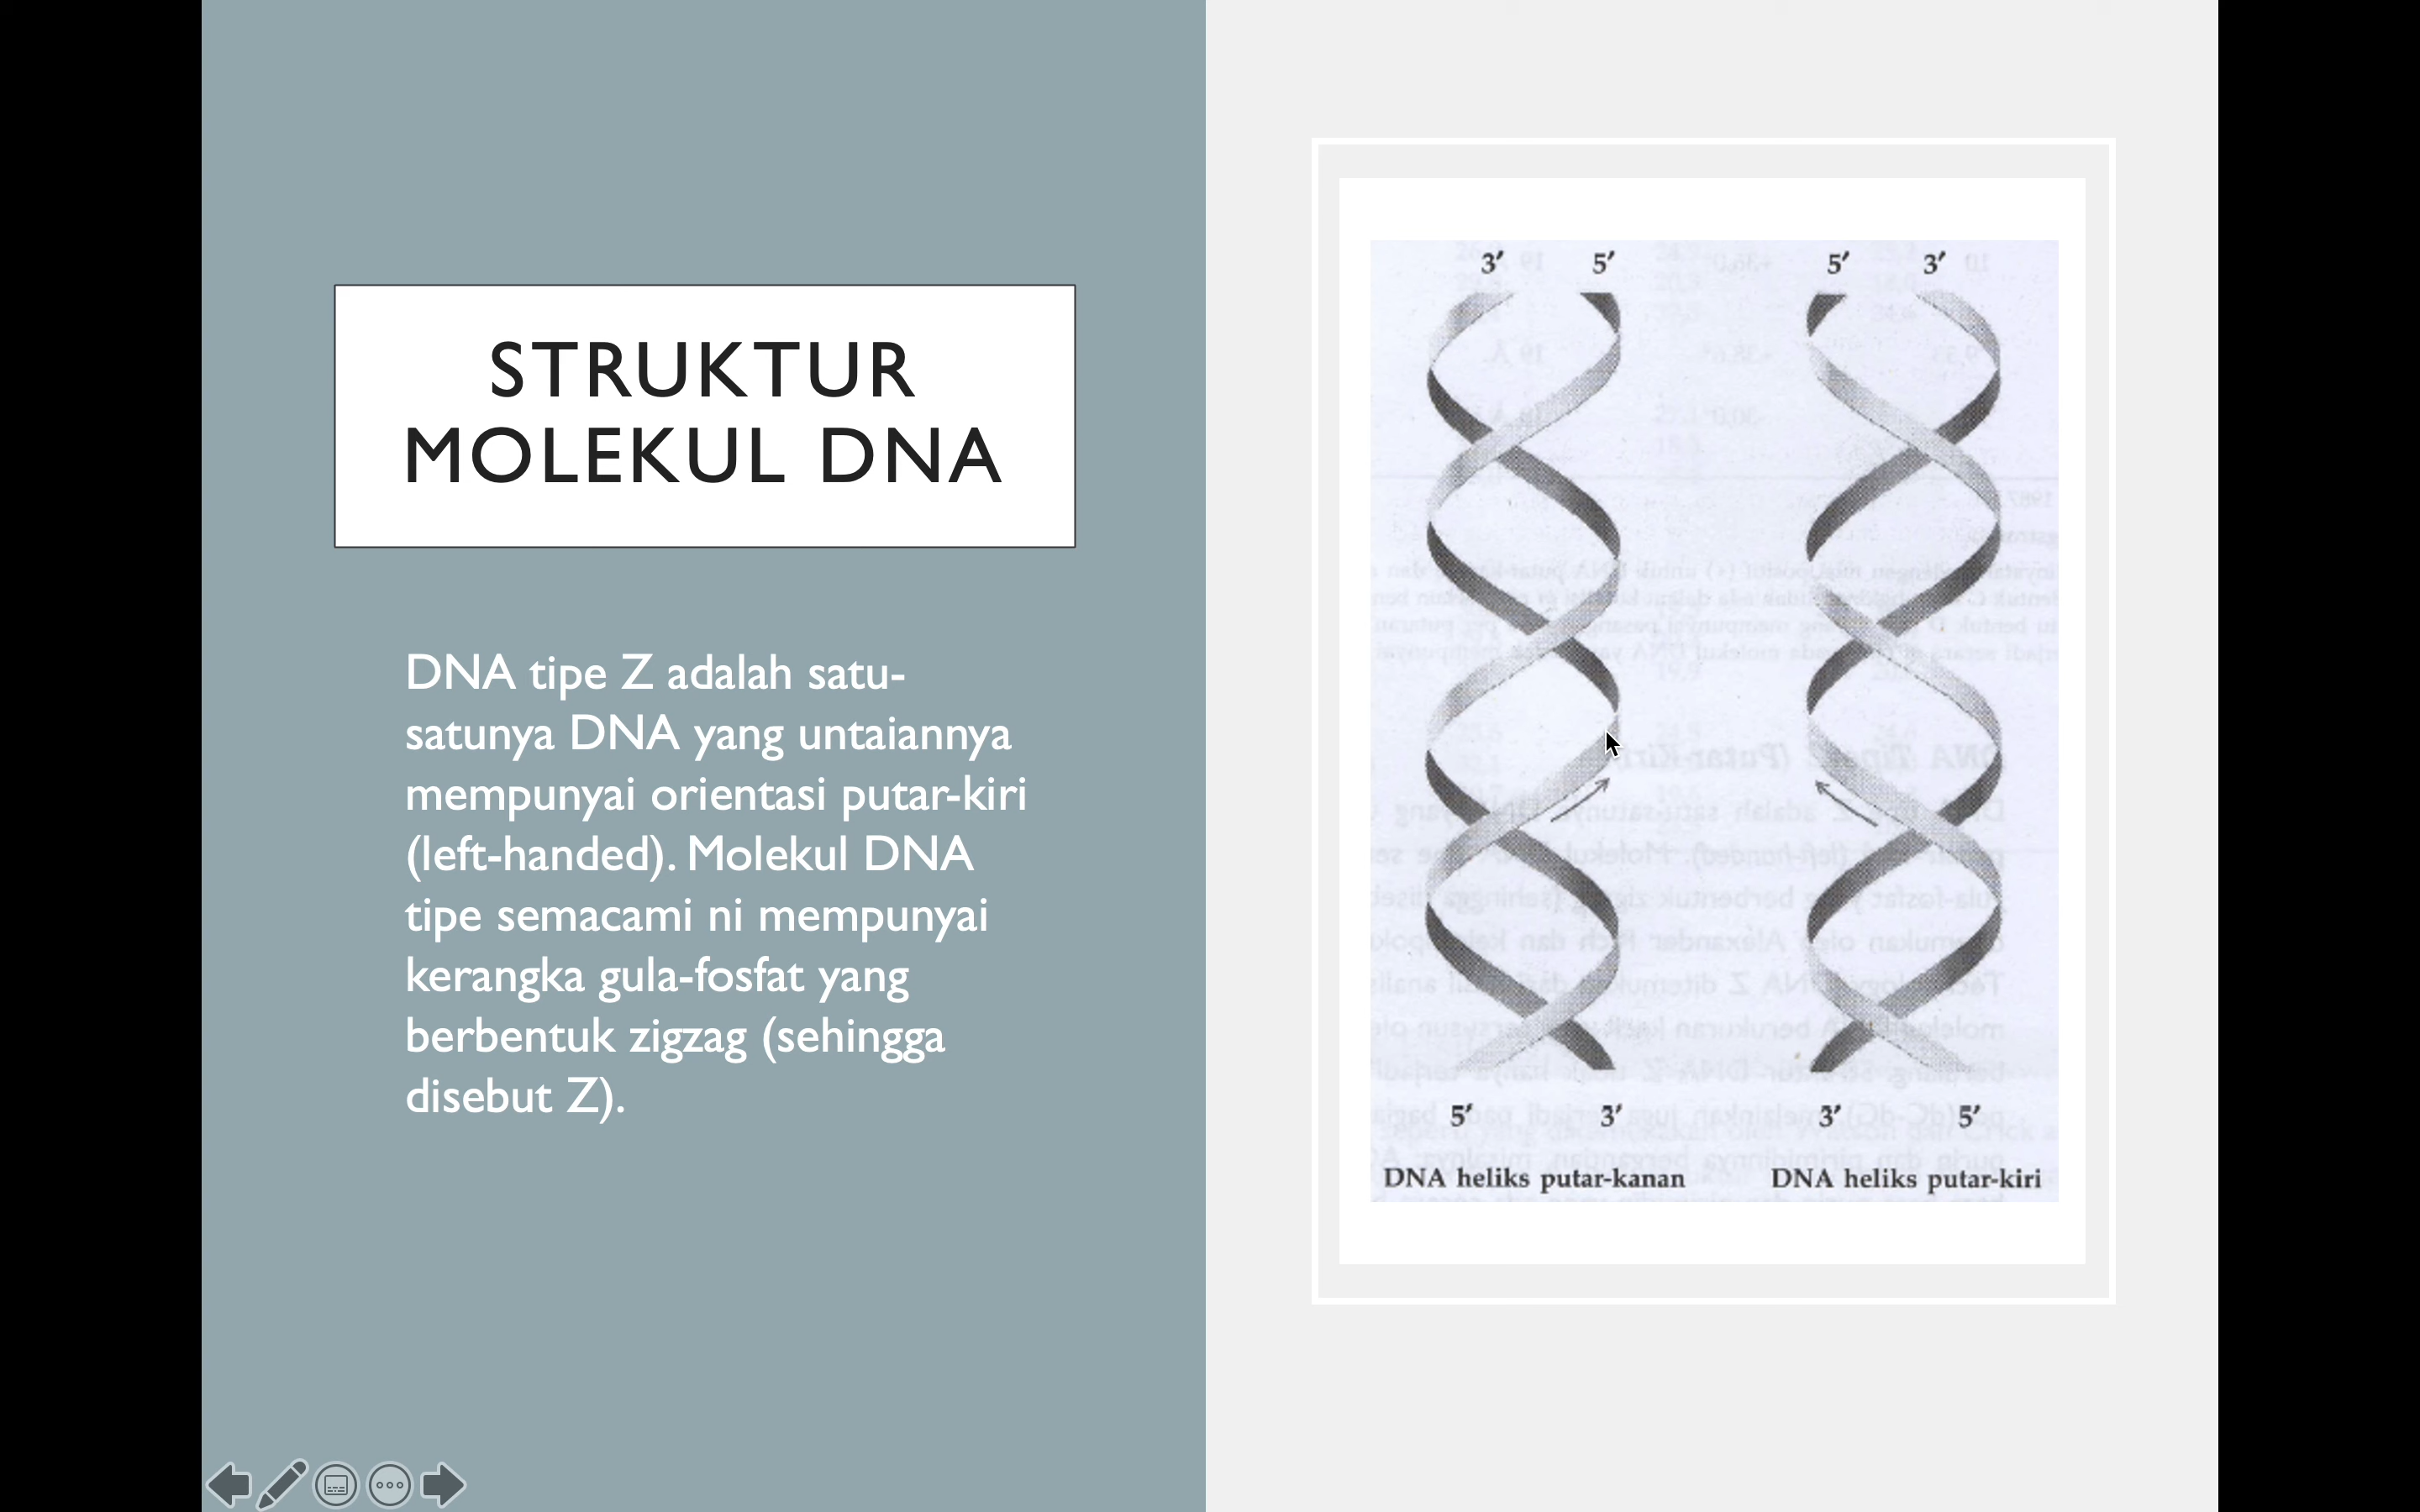 STRUKTUR
MOLEKUL DNA
DNA tipe Z adalah satu-
satunya DNA yang untaiannya
mempunyai orientasi putar-kiri
(left-handed). Molekul DNA
tipe semacami ni mempunyai
kerangka gula-fosfat yang
berbentuk zigzag (sehingga
disebut Z).
3′ 5′ 5′ 3′
5′ 3′ 3′ 5′
DNA heliks putar-kanan DNA heliks putar-kiri